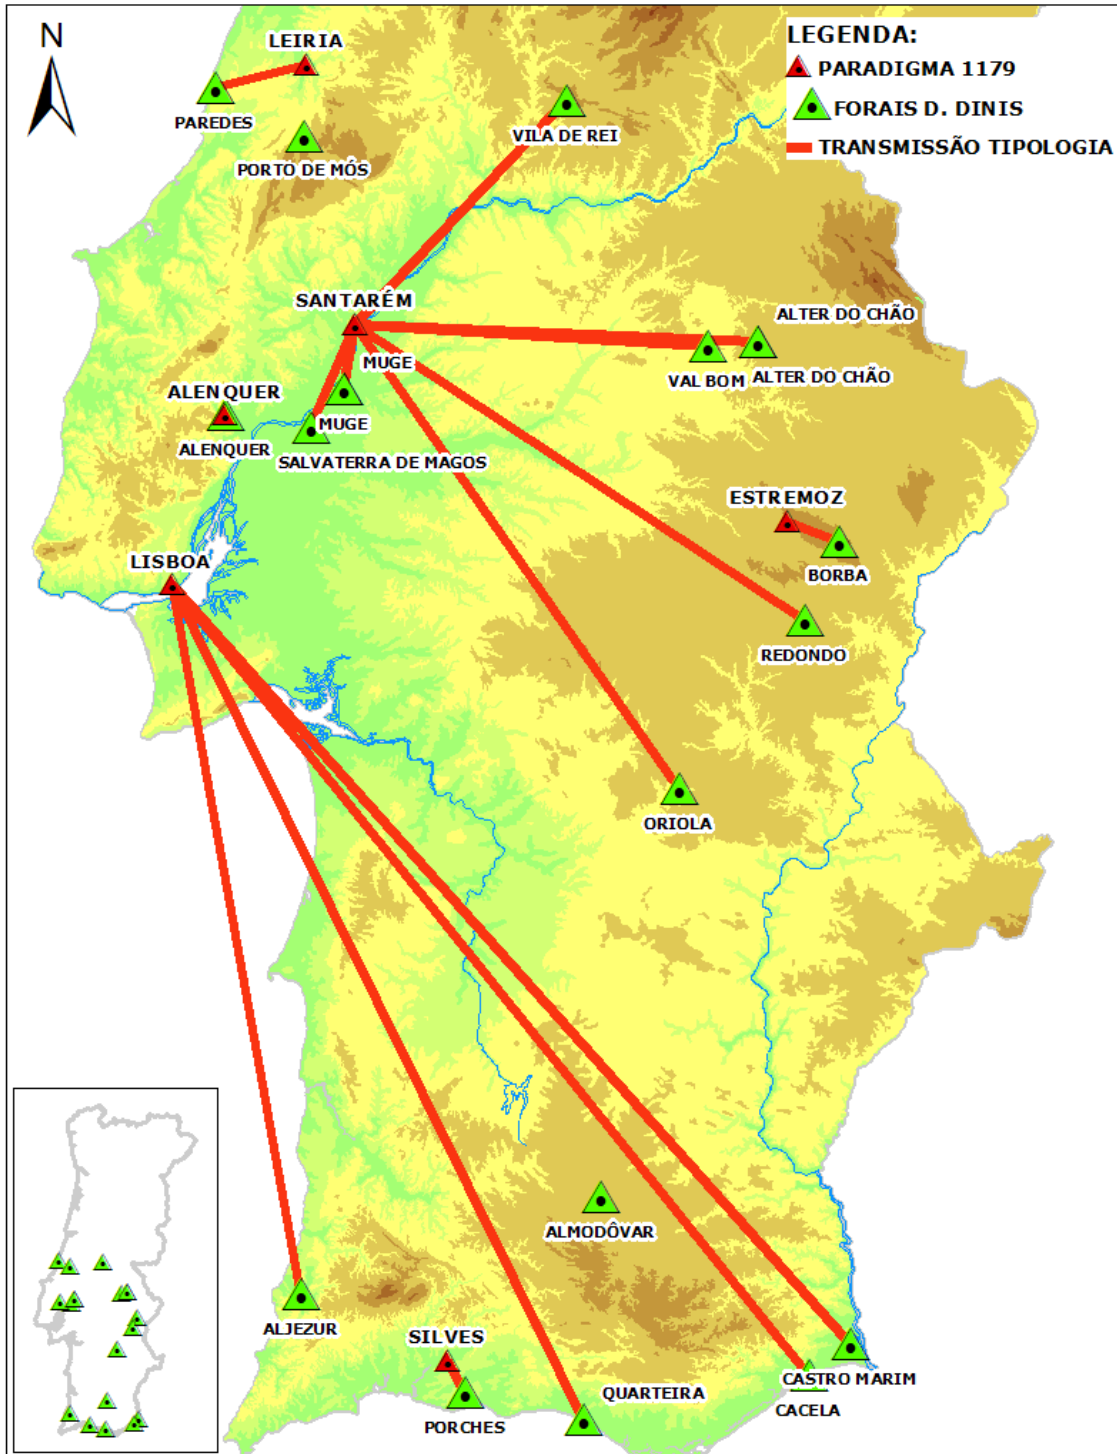 N
LEGENDA:
PARADIGMA 1179
FORAIS D. DINIS
TRANSMISSÃO TIPOLOGIA
LEIRIA
PAREDES
PORTO DE MÓS
VILA DE REI
SANTARÉM
ALTER DO CHÃO
MUGE
VAL BOM
ALTER DO CHÃO
ALENQUER
MUGE
ALENQUER
SALVATERRA DE MAGOS
ESTREMOZ
LISBOA
BORBA
REDONDO
ORIOLA
ALMODÔVAR
ALJEZUR
SILVES
CASTRO MARIM
QUARTEIRA
CACELA
PORCHES